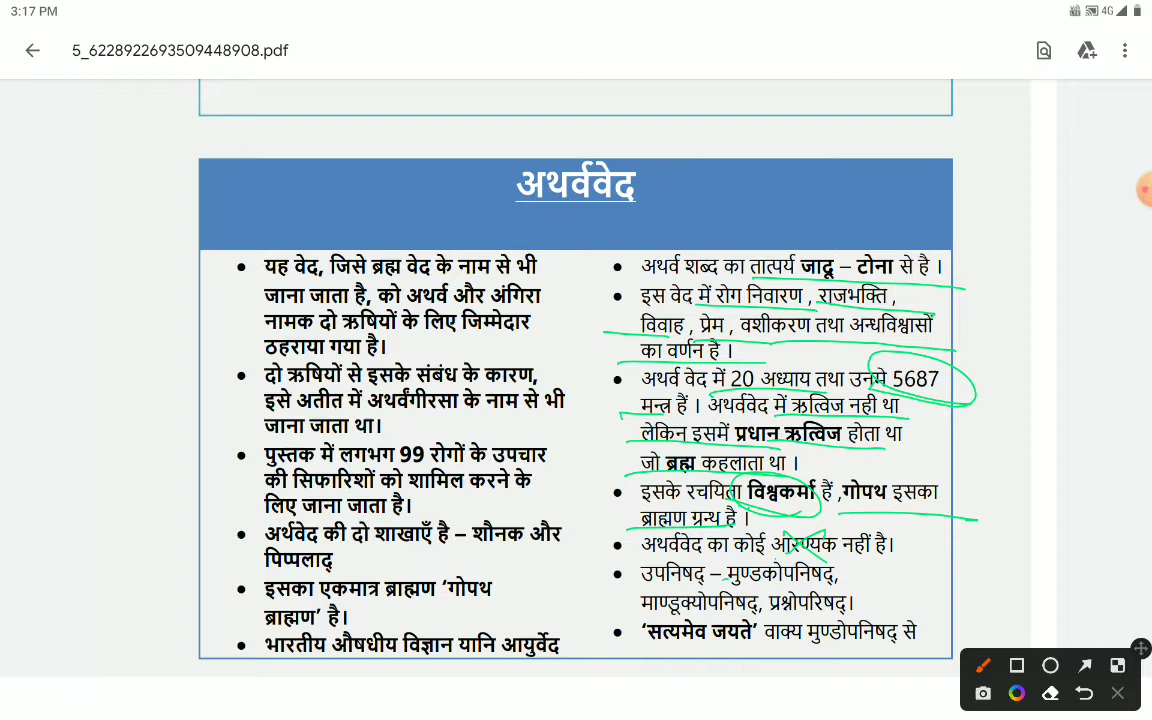 3:17 PM
4G
5_6228922693509448908.pdf
अथर्ववेद
यह वेद, जिसे ब्रह्म वेद के नाम से भी
जाना जाता है, को अथर्व और अंगिरा
नामक दो ऋषियों के लिए जिम्मेदार
ठहराया गया है।
दो ऋषियों से इसके संबंध के कारण,
इसे अतीत में अथर्वंगीरसा के नाम से भी
जाना जाता था।
पुस्तक में लगभग 99 रोगों के उपचार
की सिफारिशों को शामिल करने के
लिए जाना जाता है।
अर्थवेद की दो शाखाएँ है – शौनक और
पिप्पलाद्
इसका एकमात्र ब्राह्मण ‘गोपथ
ब्राह्मण’ है।
भारतीय औषधीय विज्ञान यानि आयुर्वेद
अथर्व शब्द का तात्पर्य जादू – टोना से है ।
इस वेद में रोग निवारण , राजभक्ति ,
विवाह , प्रेम , वशीकरण तथा अन्धविश्वासों
का वर्णन है ।
अथर्व वेद में 20 अध्याय तथा उनमे 5687
मन्त्र हैं । अथर्ववेद में ऋत्विज नही था
लेकिन इसमें प्रधान ऋत्विज होता था
जो ब्रह्म कहलाता था ।
इसके रचयिता विश्वकर्मा हैं ,गोपथ इसका
ब्राह्मण ग्रन्थ है ।
अथर्ववेद का कोई आरण्यक नहीं है।
उपनिषद् – मुण्डकोपनिषद्,
माण्डूक्योपनिषद्, प्रश्नोपरिषद्।
‘सत्यमेव जयते’ वाक्य मुण्डोपनिषद् से